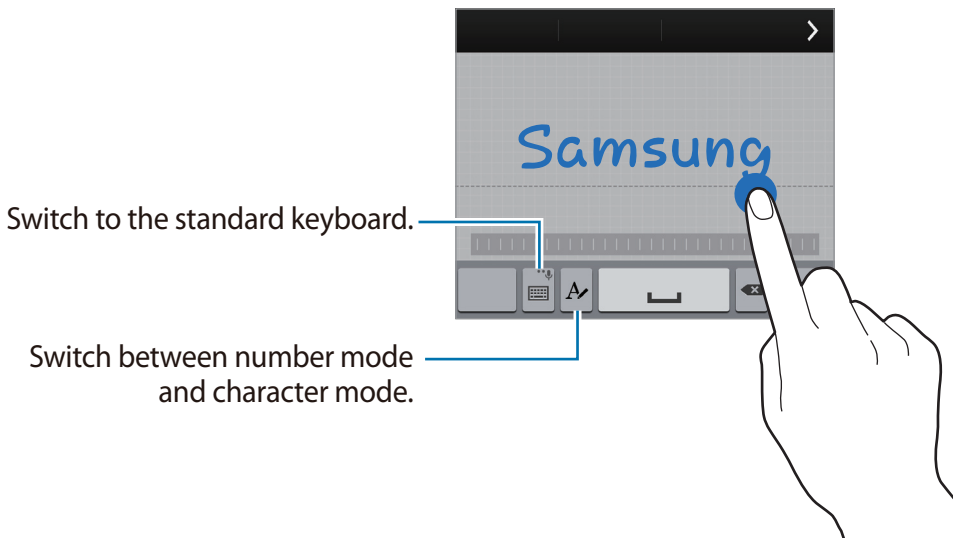 Samsung
Switch to the standard keyboard.
A
Switch between number mode
and character mode.